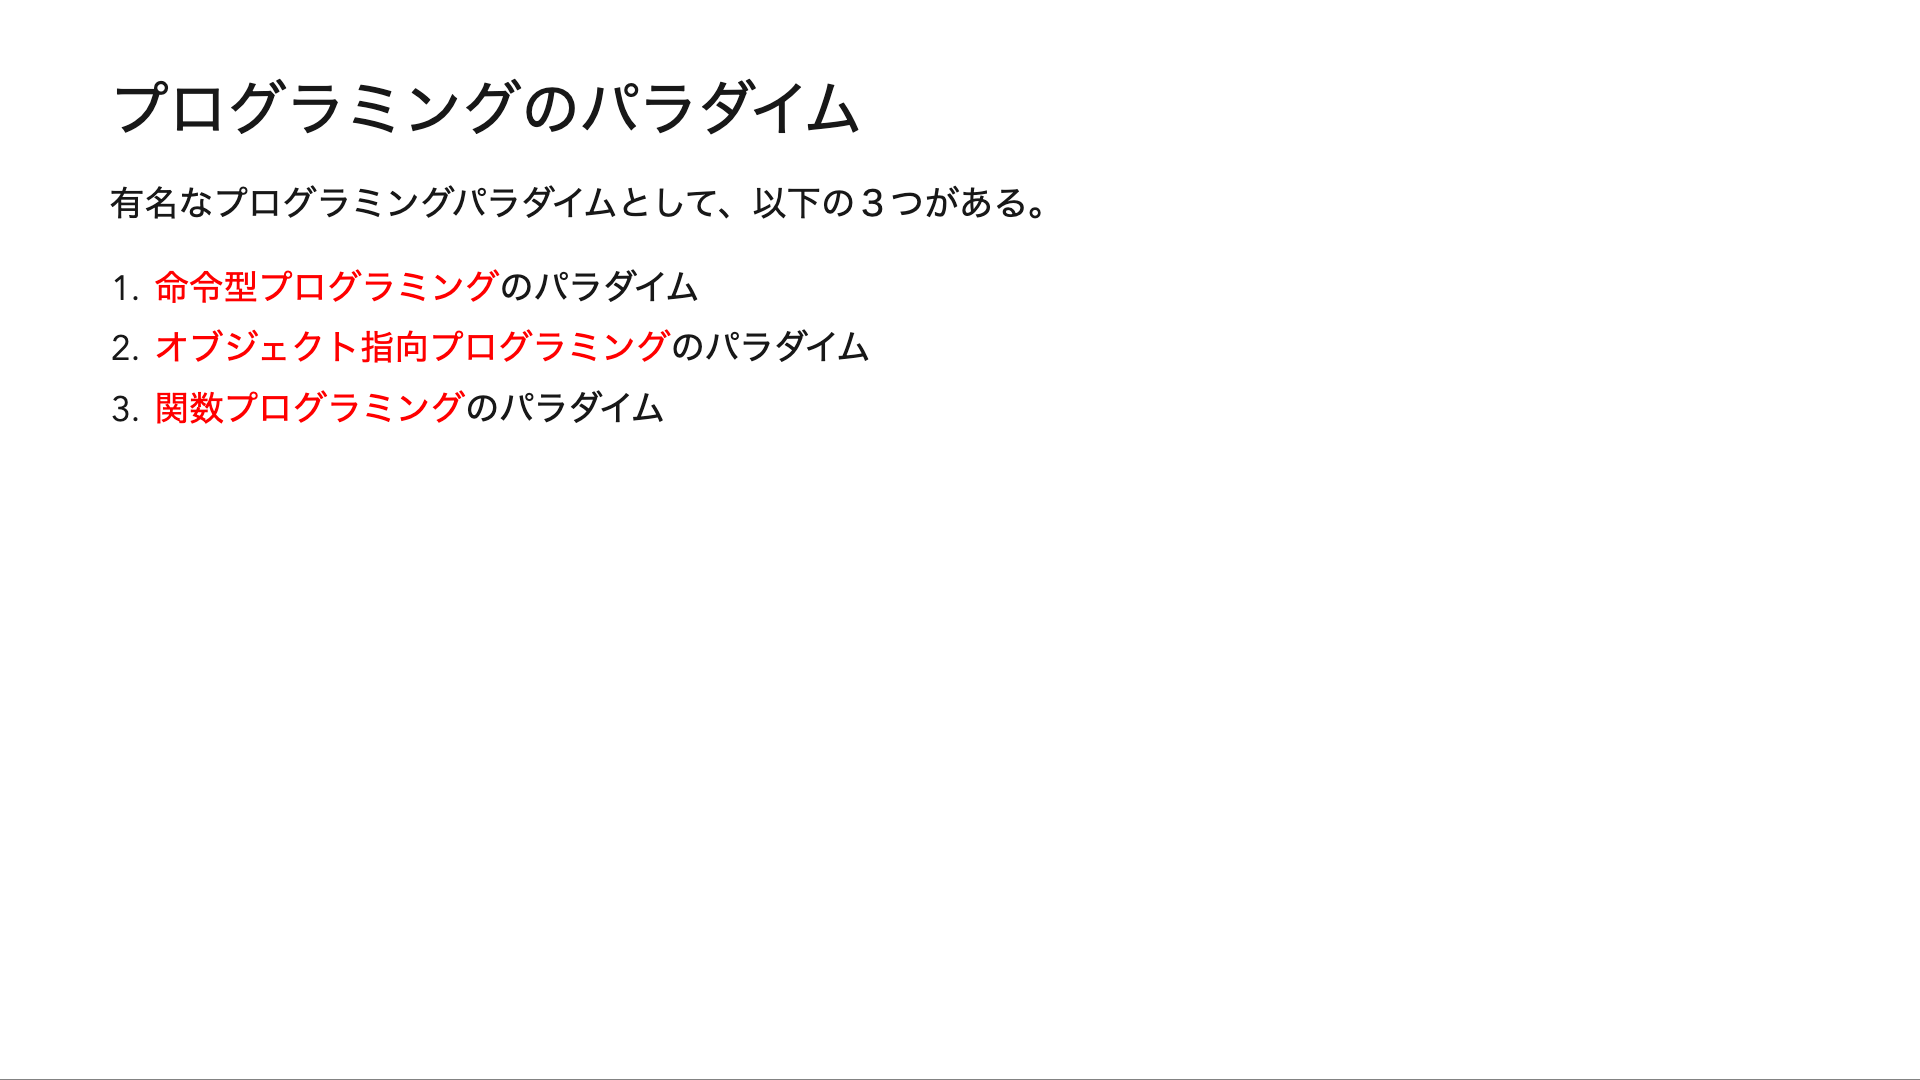 プログラミングのパラダイム
有名なプログラミングパラダイムとして、以下の３つがある。
1. 命令型プログラミングのパラダイム
2. オブジェクト指向プログラミングのパラダイム
3. 関数プログラミングのパラダイム